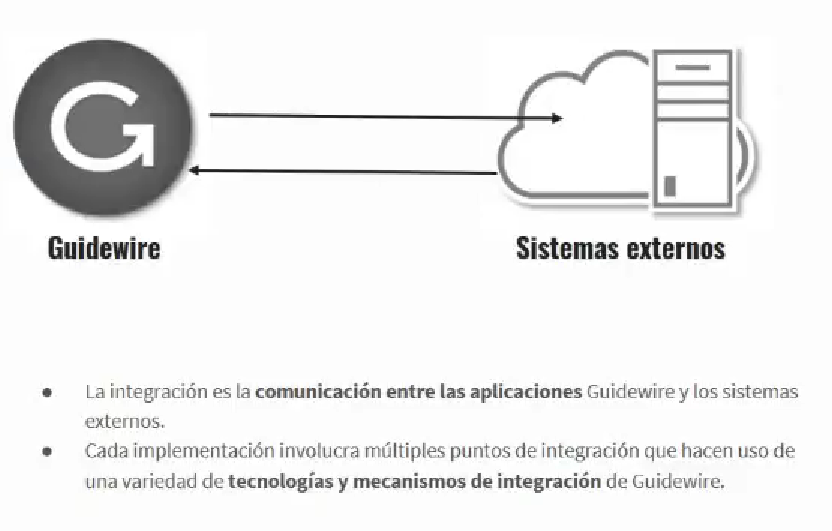 Guidewire
Sistemas externos
● La integración es la comunicación entre las aplicaciones Guidewire y los sistemas
externos.
● Cada implementación involucra múltiples puntos de integración que hacen uso de
una variedad de tecnologías y mecanismos de integración de Guidewire.